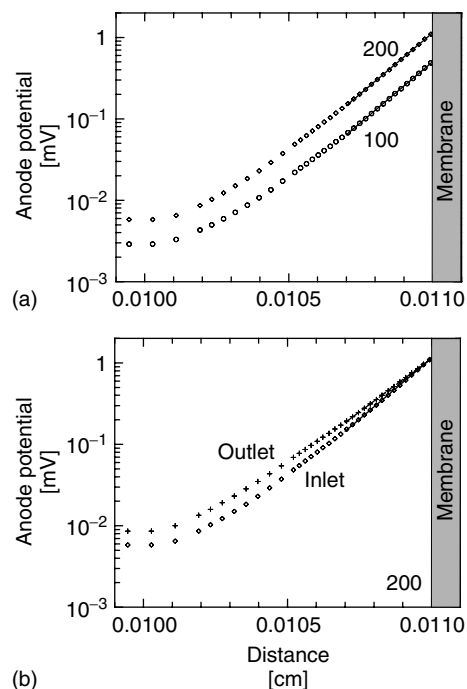 1
10⁻¹
10⁻²
10⁻³
Anode potential
[mV]
200
100
Membrane
(a)
0.0100
0.0105
0.0110
1
10⁻¹
10⁻²
10⁻³
Anode potential
[mV]
Outlet
Inlet
200
Membrane
0.0100
0.0105
0.0110
Distance
[cm]
(b)